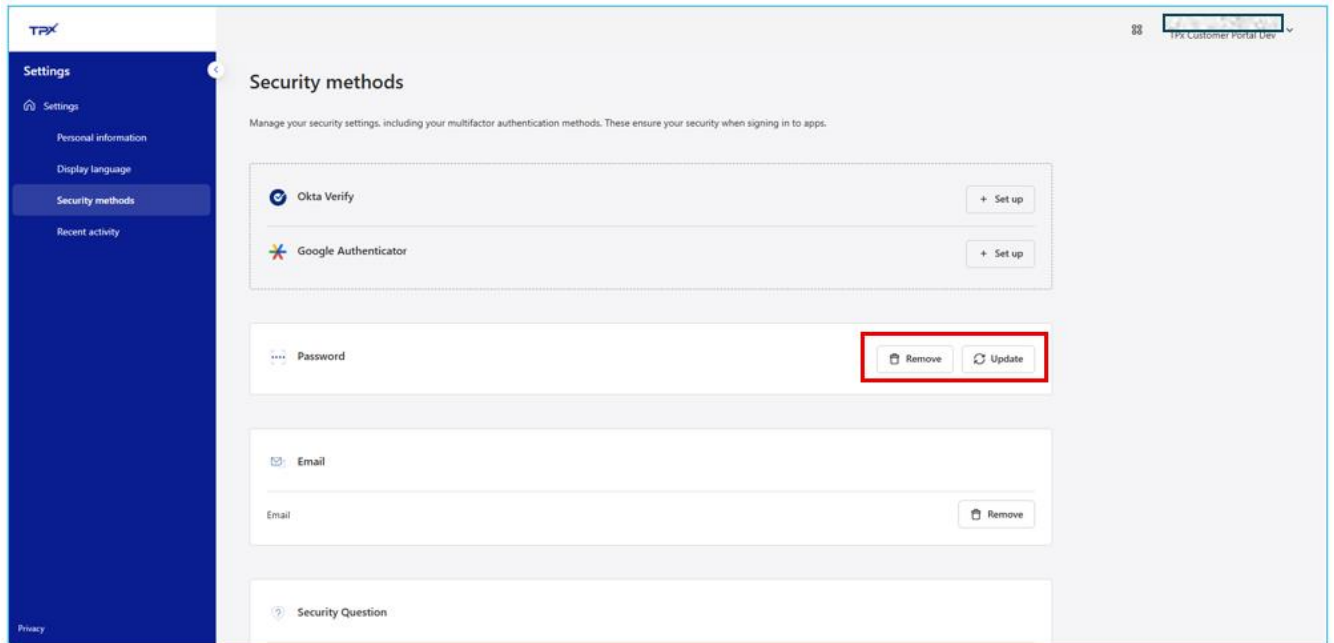 TPX
TPx Customer Portal Dev
Settings
Settings
Personal information
Display language
Security methods
Recent activity
Privacy
Security methods
Manage your security settings, including your multifactor authentication methods. These ensure your security when signing in to apps.
Okta Verify
+ Set up
Google Authenticator
+ Set up
Password
Remove
Update
Email
Email
Remove
Security Question